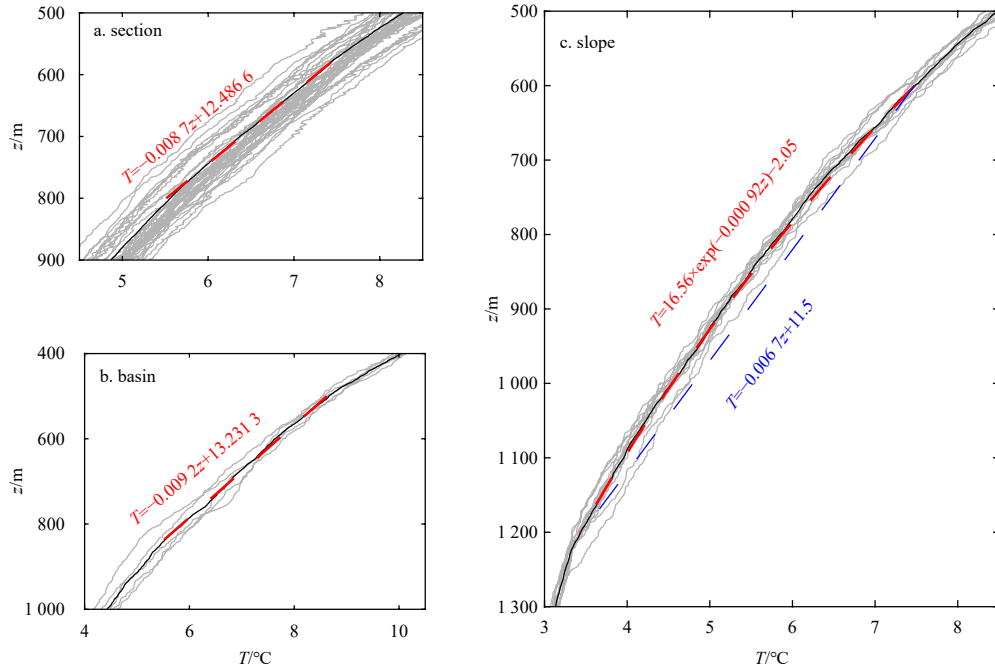 a. section
500
600
700
800
900
z/m
T=−0.008 7z+12.486 6
5
6
7
8
b. basin
400
600
800
1 000
z/m
T=−0.009 2z+13.231 3
4
6
8
10
T/°C
c. slope
500
600
700
800
900
1 000
1 100
1 200
1 300
z/m
T=16.56×exp(−0.000 92z)−2.05
T=−0.006 7z+11.5
3
4
5
6
7
8
T/°C